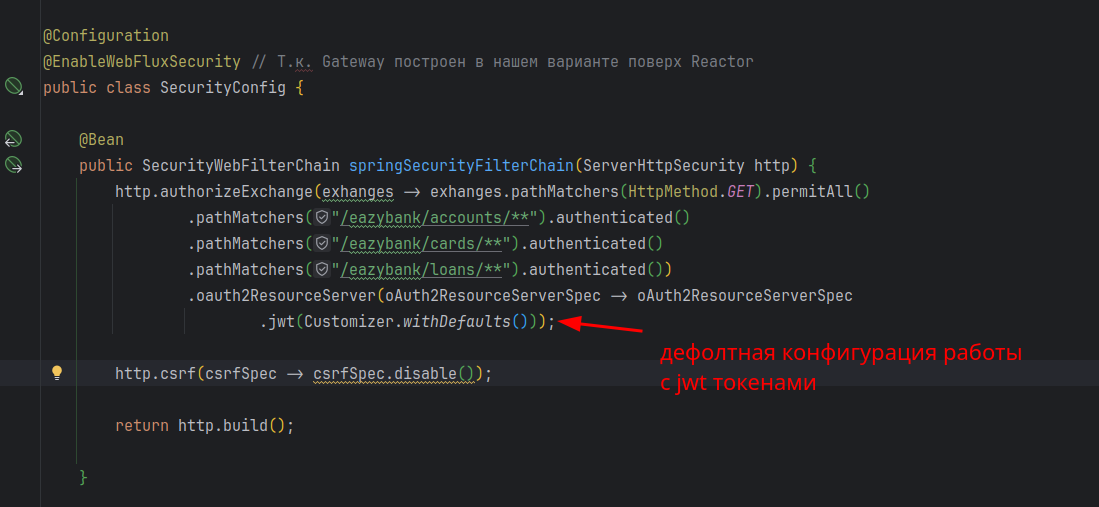 @Configuration
@EnableWebFluxSecurity // Т.к. Gateway построен в нашем варианте поверх Reactor
public class SecurityConfig {
@Bean
public SecurityWebFilterChain springSecurityFilterChain(ServerHttpSecurity http) {
http.authorizeExchange(exhanges → exhanges.pathMatchers(HttpMethod.GET).permitAll()
.pathMatchers("/eazybank/accounts/**").authenticated()
.pathMatchers("/eazybank/cards/**").authenticated()
.pathMatchers("/eazybank/loans/**").authenticated())
.oauth2ResourceServer(oAuth2ResourceServerSpec → oAuth2ResourceServerSpec
.jwt(Customizer.withDefaults()));
дефолтная конфигурация работы
с jwt токенами
http.csrf(csrfSpec → csrfSpec.disable());
return http.build();
}